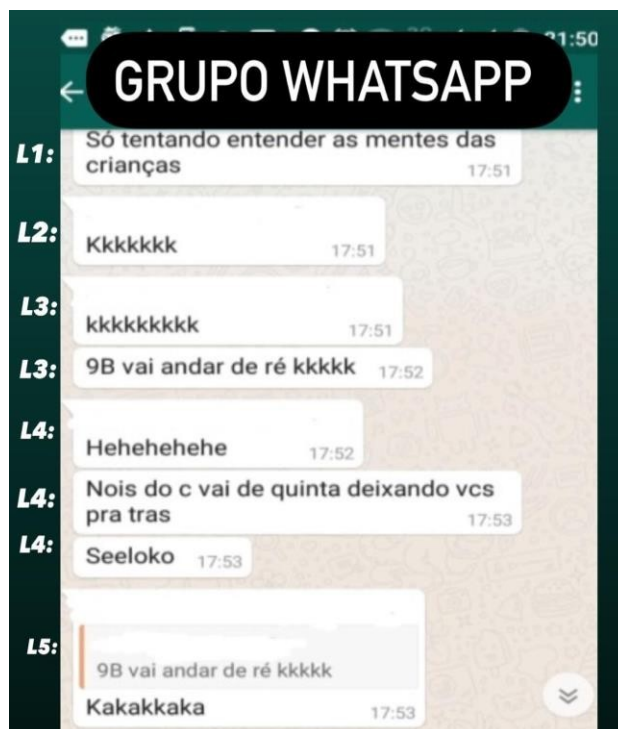 21:50
GRUPO WHATSAPP
L1: Só tentando entender as mentes das
crianças 17:51
L2: Kkkkkkk 17:51
L3: kkkkkkkkk 17:51
L3: 9B vai andar de ré kkkkk 17:52
L4: Hehehehehe 17:52
L4: Nois do c vai de quinta deixando vcs
pra tras 17:53
L4: Seeloko 17:53
L5: 9B vai andar de ré kkkkk
Kakakkaka 17:53